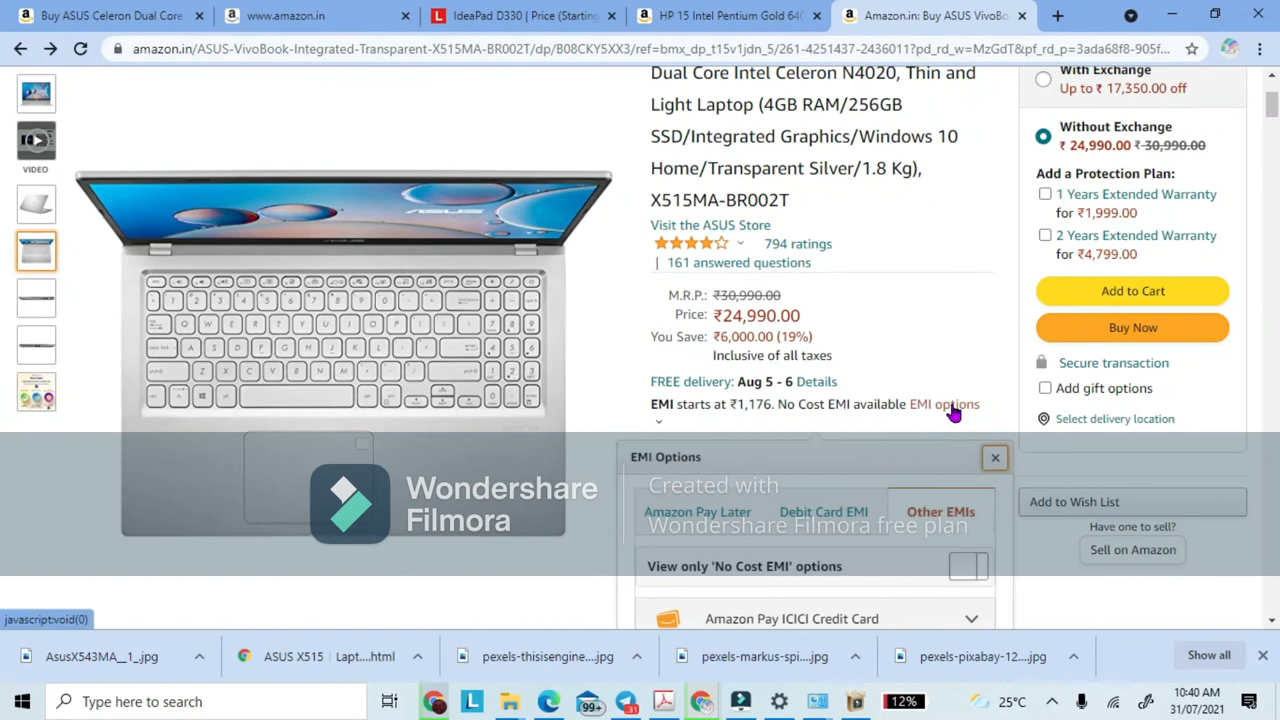 ASUS Celeron Dual Core
www.amazon.in
IdeaPad D330 | Price (Starting
HP 15 Intel Pentium Gold 640
Amazon.in: Buy ASUS VivoBo
amazon.in/ASUS-VivoBook-Integrated-Transparent-X515MA-BR002T/dp/B08CKY5XX3/ref=bmx_dp_t15v1jdn_5/261-4251437-2436011?pd_rd_w=MzGdT&pf_rd_p=3ada68f8-905f...
VIDEO
Dual Core Intel Celeron N4020, Thin and
Light Laptop (4GB RAM/256GB
SSD/Integrated Graphics/Windows 10
Home/Transparent Silver/1.8 Kg),
X515MA-BR002T
Visit the ASUS Store
794 ratings
| 161 answered questions
M.R.P.: ₹30,990.00
Price: ₹24,990.00
You Save: ₹6,000.00 (19%)
Inclusive of all taxes
FREE delivery: Aug 5 - 6 Details
EMI starts at ₹1,176. No Cost EMI available EMI options
EMI Options
Amazon Pay Later Debit Card EMI Other EMIs
View only 'No Cost EMI' options
Amazon Pay ICICI Credit Card
With Exchange
Up to ₹ 17,350.00 off
Without Exchange
₹ 24,990.00 ₹ 30,990.00
Add a Protection Plan:
1 Years Extended Warranty
for ₹1,999.00
2 Years Extended Warranty
for ₹4,799.00
Add to Cart
Buy Now
Secure transaction
Add gift options
Select delivery location
Add to Wish List
Have one to sell?
Sell on Amazon
Wondershare
Filmora
Created with
Wondershare Filmora free plan
javascript:void(0)
AsusX543MA__1_.jpg
ASUS X515 | Lapt....html
pexels-thisisengine....jpg
pexels-markus-spi....jpg
pexels-pixabay-12....jpg
Show all
Type here to search
99+
31
12%
25°C
10:40 AM
31/07/2021